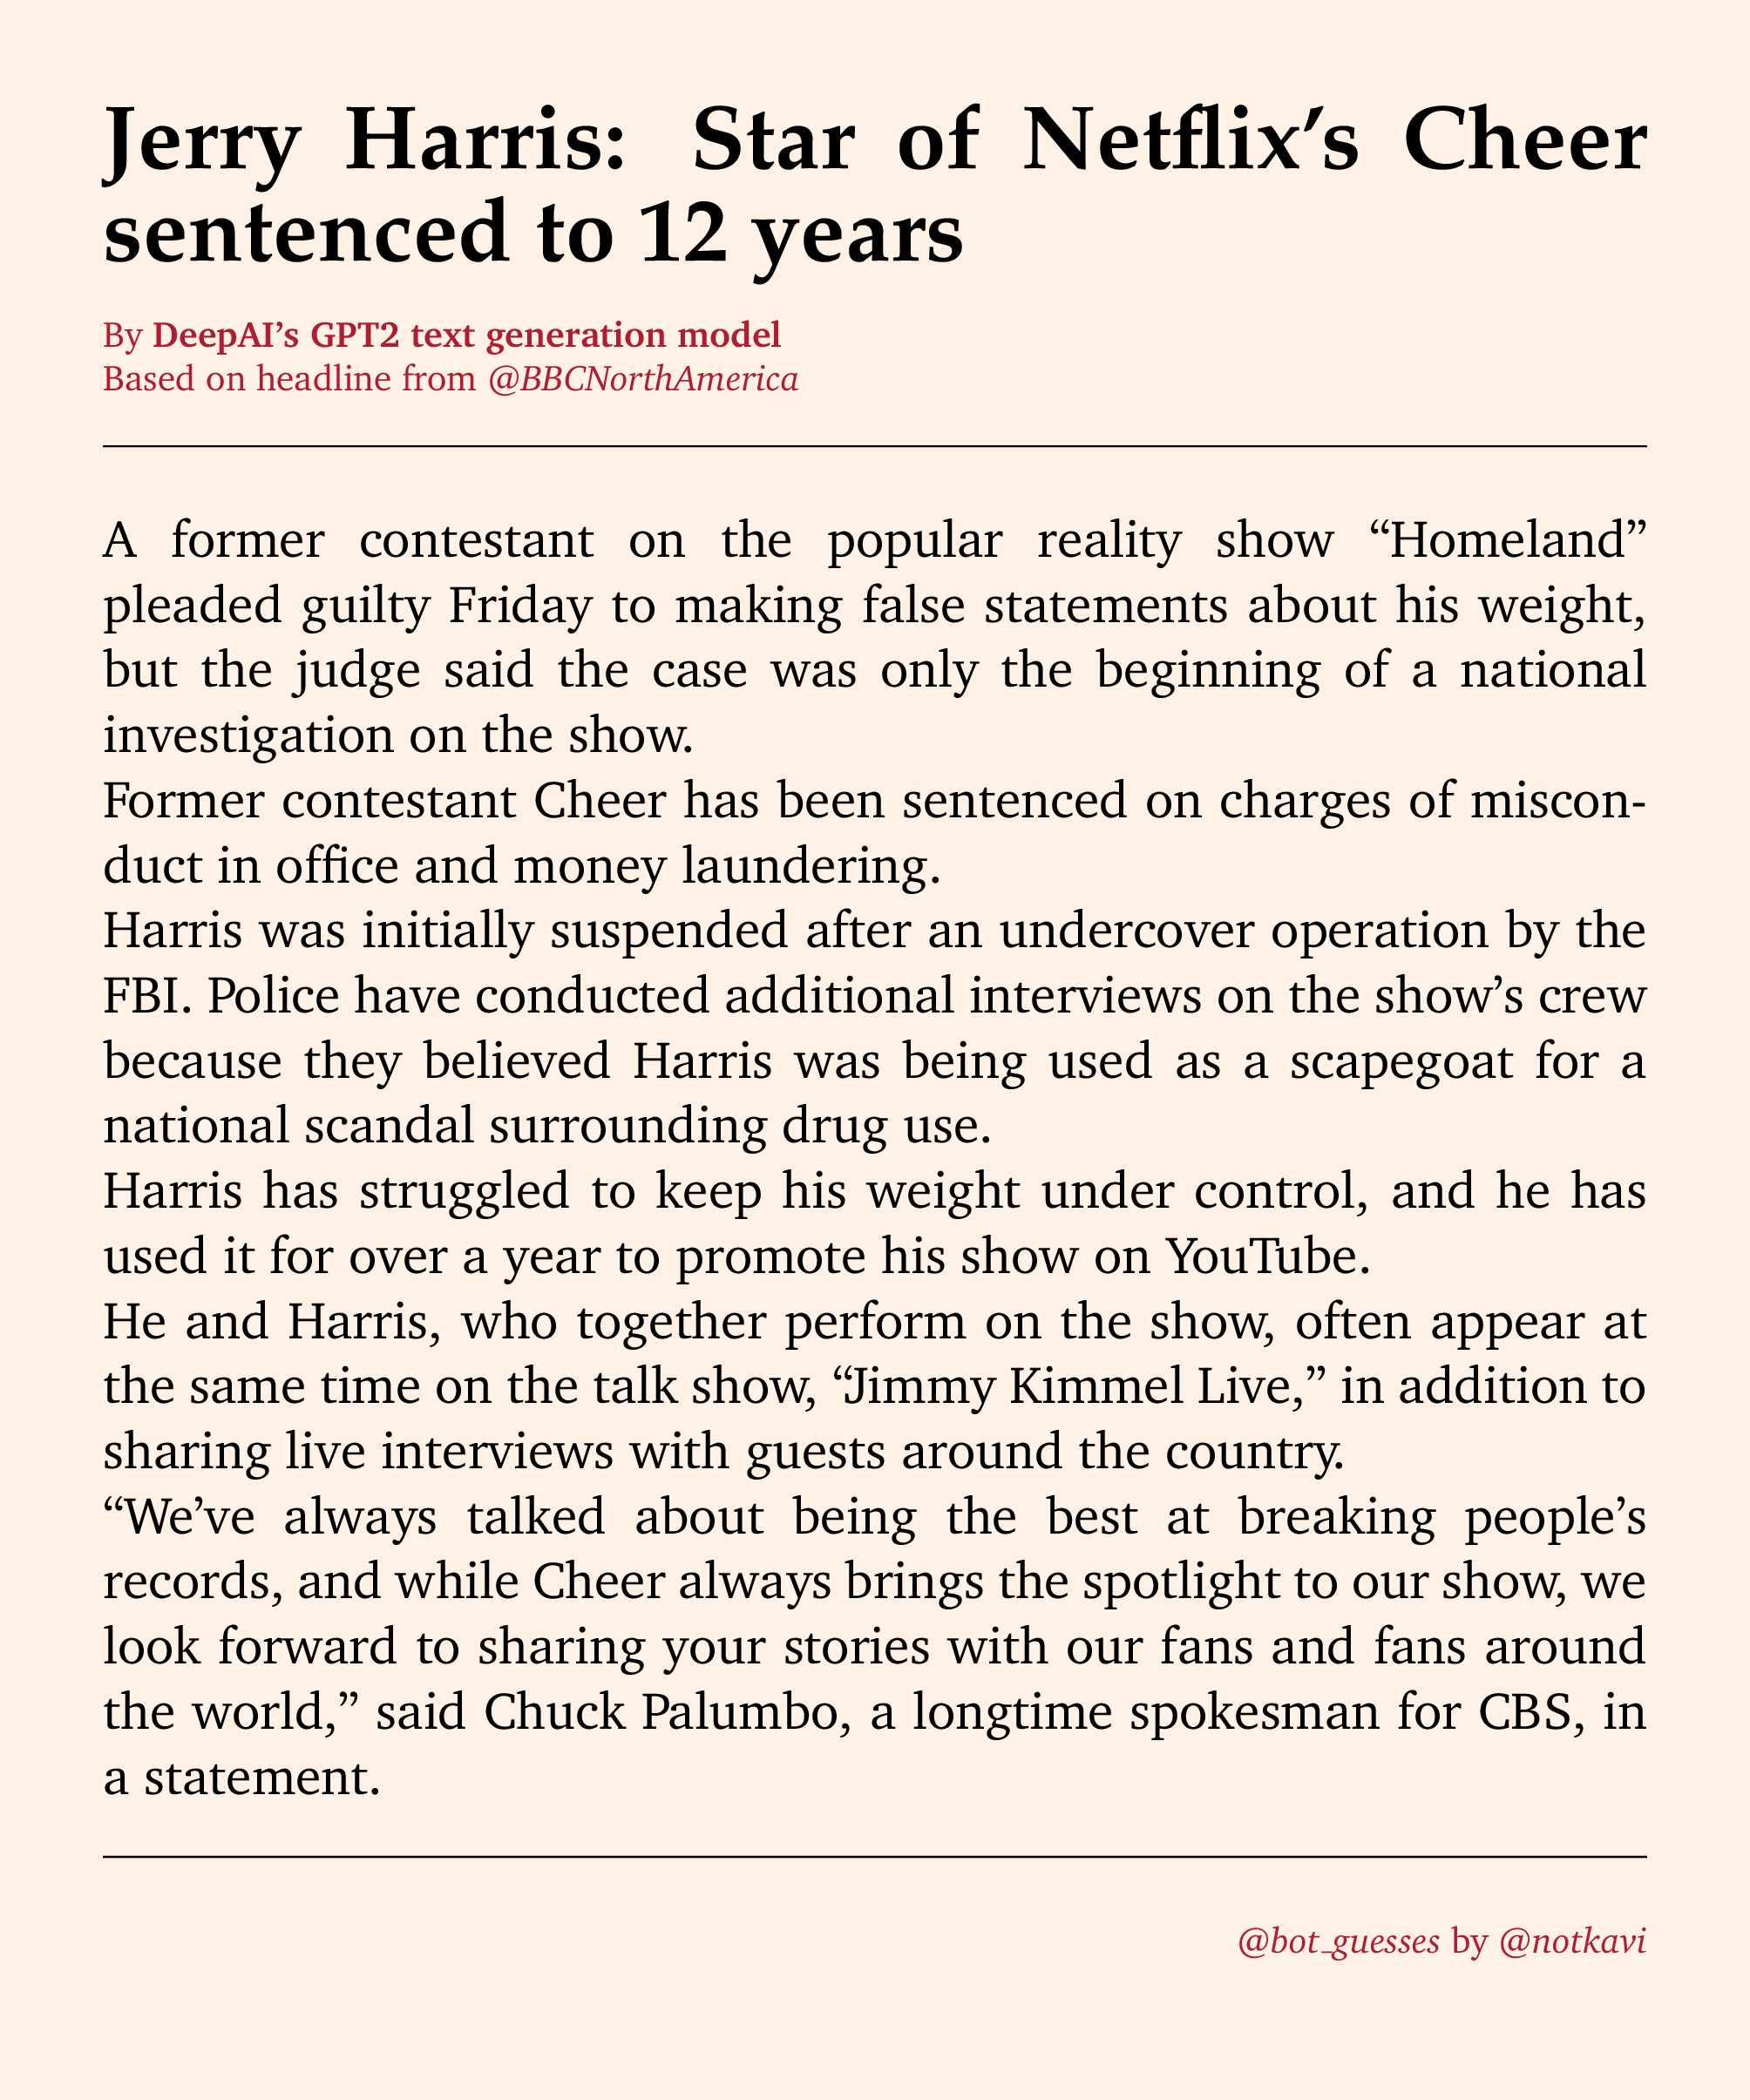 Jerry Harris: Star of Netflix’s Cheer
sentenced to 12 years
By DeepAI’s GPT2 text generation model
Based on headline from @BBCNorthAmerica
A former contestant on the popular reality show “Homeland”
pleaded guilty Friday to making false statements about his weight,
but the judge said the case was only the beginning of a national
investigation on the show.
Former contestant Cheer has been sentenced on charges of miscon-
duct in office and money laundering.
Harris was initially suspended after an undercover operation by the
FBI. Police have conducted additional interviews on the show’s crew
because they believed Harris was being used as a scapegoat for a
national scandal surrounding drug use.
Harris has struggled to keep his weight under control, and he has
used it for over a year to promote his show on YouTube.
He and Harris, who together perform on the show, often appear at
the same time on the talk show, “Jimmy Kimmel Live,” in addition to
sharing live interviews with guests around the country.
“We’ve always talked about being the best at breaking people’s
records, and while Cheer always brings the spotlight to our show, we
look forward to sharing your stories with our fans and fans around
the world,” said Chuck Palumbo, a longtime spokesman for CBS, in
a statement.
@bot_guesses by @notkavi